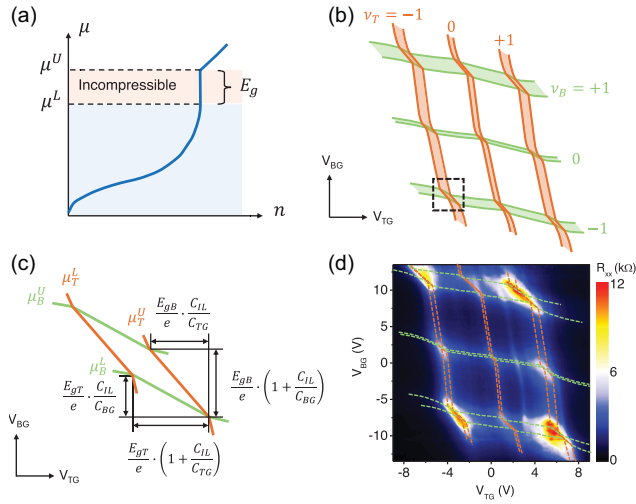 (a)
μ
μ^U
Incompressible
E_g
μ^L
n
(b)
ν_T = −1
0
+1
ν_B = +1
0
−1
V_BG
V_TG
(c)
μ_T^L
μ_B^U
μ_T^U
E_gB/e · C_IL/C_TG
μ_B^L
E_gT/e · C_IL/C_BG
E_gB/e · (1 + C_IL/C_BG)
E_gT/e · (1 + C_IL/C_TG)
V_BG
V_TG
(d)
R_xx (kΩ)
12
6
0
10
5
0
-5
-10
V_BG (V)
-8
-4
0
4
8
V_TG (V)